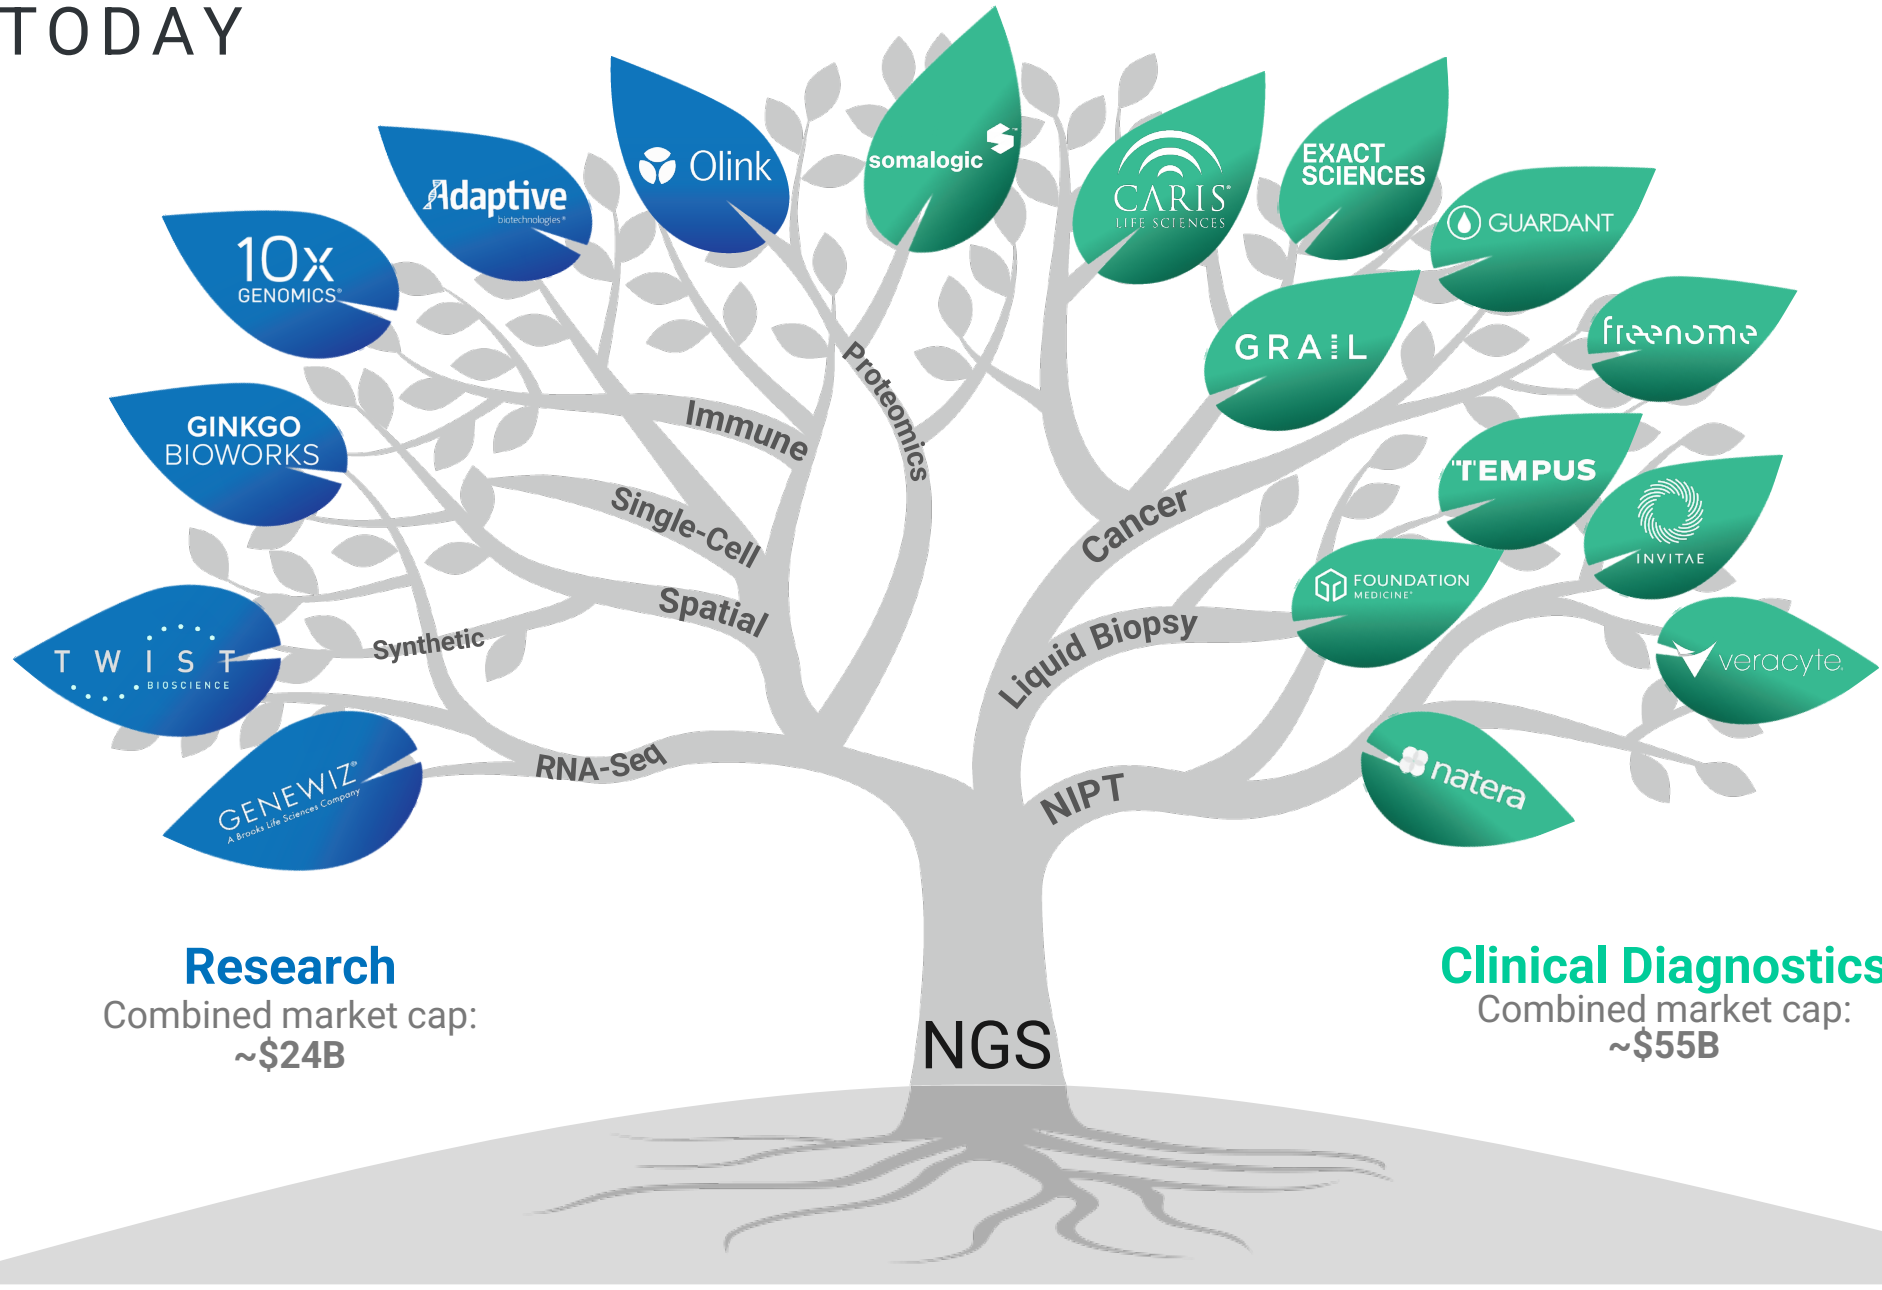 TODAY
Olink
somalogic
™
CARIS®
LIFE SCIENCES
EXACT
SCIENCES
Adaptive
biotechnologies®
GUARDANT
10x
GENOMICS®
GRAIL
freenome
Proteomics
Immune
GINKGO
BIOWORKS
TEMPUS
Single-Cell
Cancer
INVITAE
FOUNDATION
MEDICINE®
Spatial
Synthetic
Liquid Biopsy
TWIST
BIOSCIENCE
veracyte.
RNA-Seq
NIPT
natera
GENEWIZ®
A Brooks Life Sciences Company
Research
Combined market cap:
~$24B
Clinical Diagnostics
Combined market cap:
~$55B
NGS